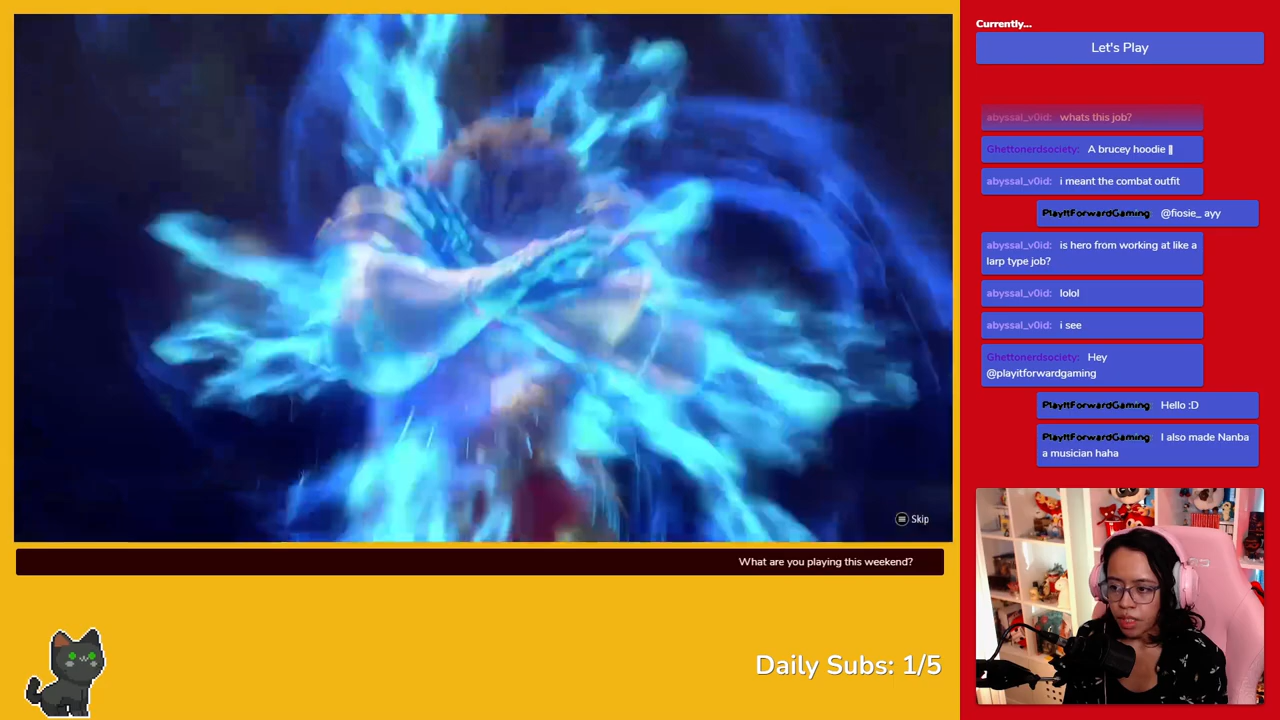 Currently...
Let's Play
abyssal_v0id: whats this job?
Ghettonerdsociety: A brucey hoodie
abyssal_v0id: i meant the combat outfit
PlayItForwardGaming: @fiosie_ ayy
abyssal_v0id: is hero from working at like a
larp type job?
abyssal_v0id: lolol
abyssal_v0id: i see
Ghettonerdsociety: Hey
@playitforwardgaming
PlayItForwardGaming: Hello :D
PlayItForwardGaming: I also made Nanba
a musician haha
Skip
What are you playing this weekend?
Daily Subs: 1/5